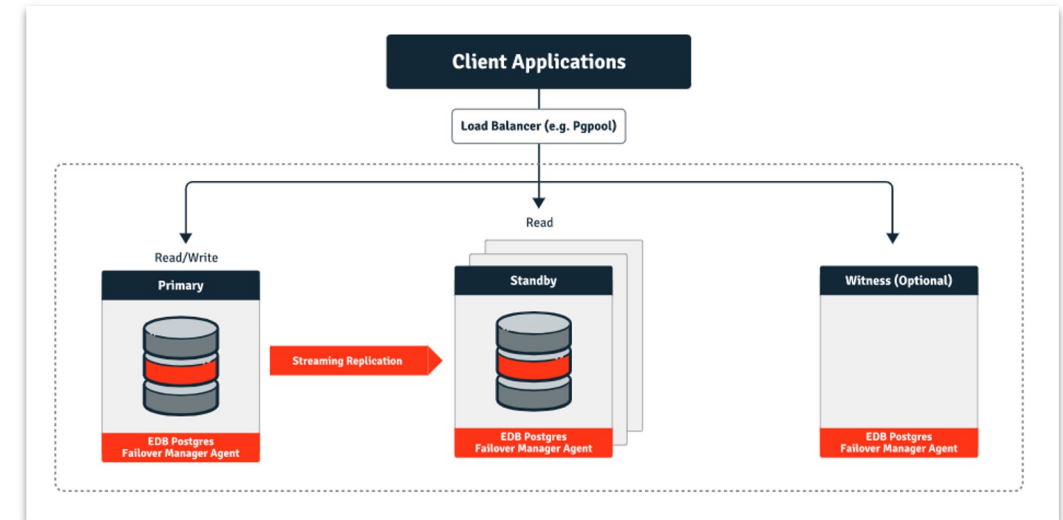 Client Applications
Load Balancer (e.g. Pgpool)
Read
Read/Write
Primary
Standby
Witness (Optional)
Streaming Replication
EDB Postgres
Failover Manager Agent
EDB Postgres
Failover Manager Agent
EDB Postgres
Failover Manager Agent